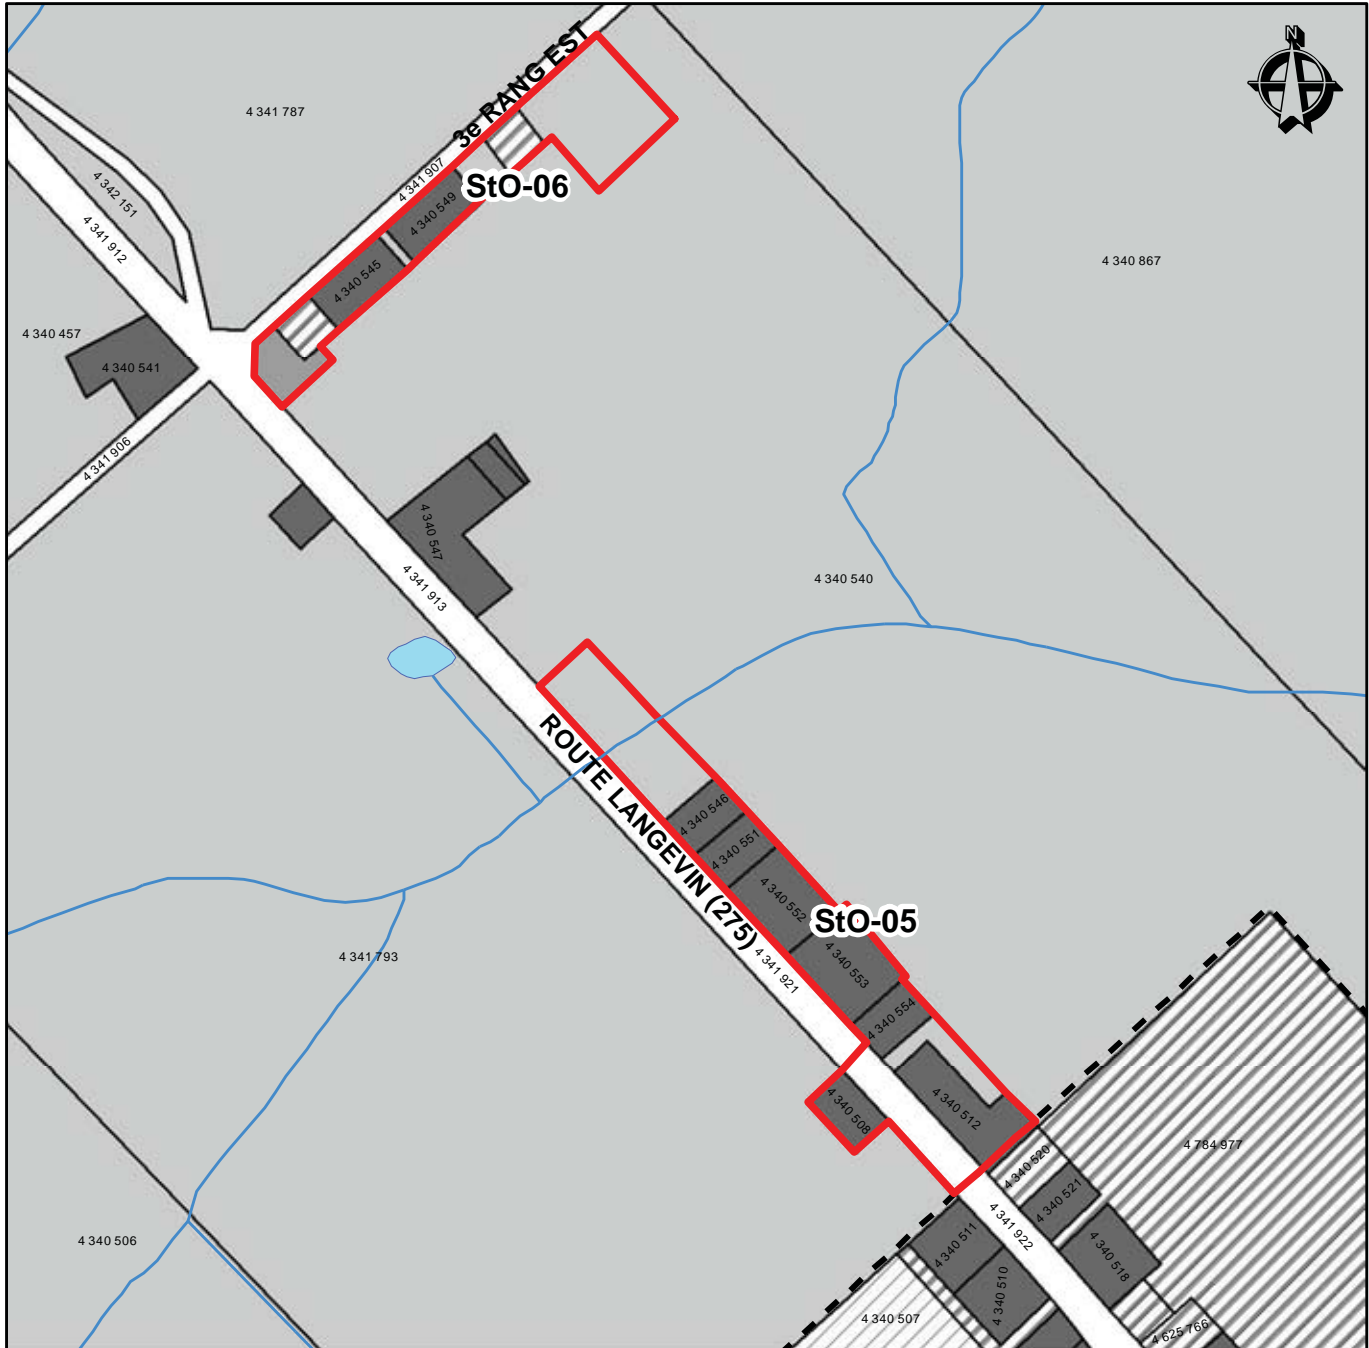 N
3e RANG EST
4 341 787
4 341 907
StO-06
4 342 151
4 340 549
4 341 912
4 340 867
4 340 545
4 340 457
4 340 541
4 341 906
4 340 547
4 341 913
4 340 540
ROUTE LANGEVIN (275)
4 340 546
4 340 551
4 340 552
StO-05
4 341 793
4 341 921
4 340 553
4 340 554
4 340 508
4 340 512
4 784 977
4 340 520
4 340 521
4 341 922
4 340 506
4 340 511
4 340 518
4 340 510
4 340 507
4 625 766